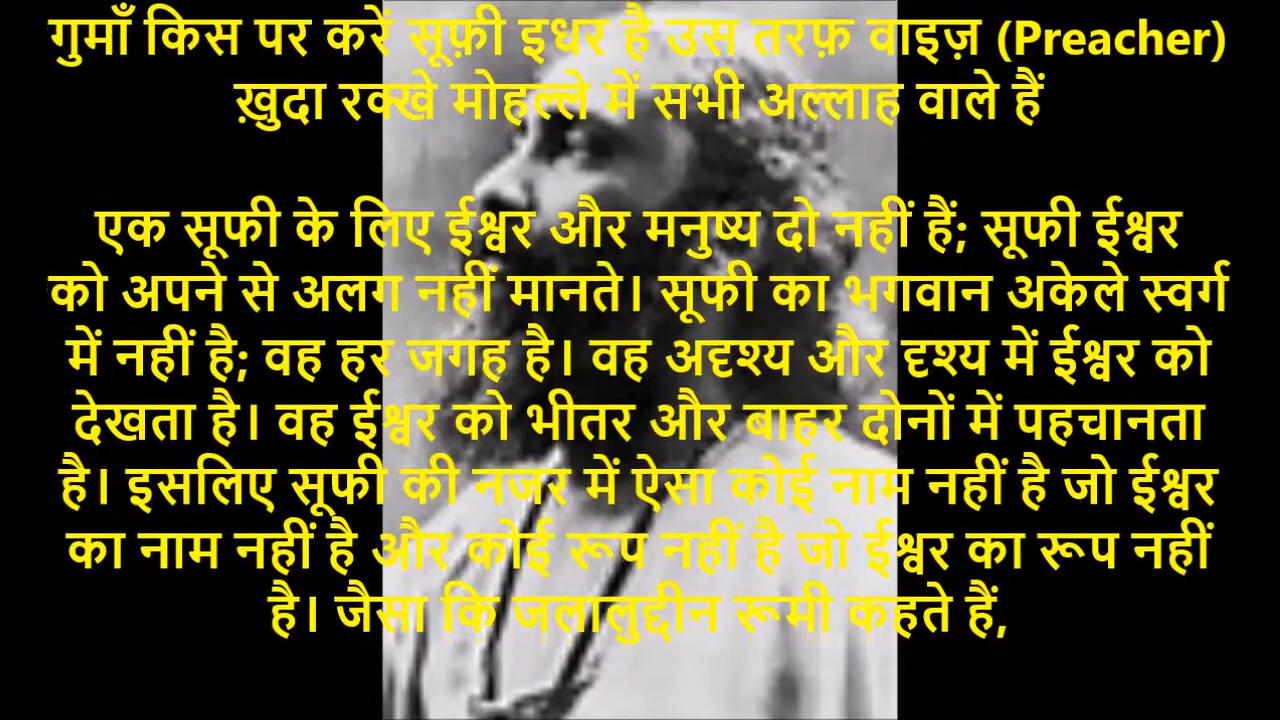 गुमाँ किस पर करें सूफ़ी इधर है उस तरफ़ वाइज़ (Preacher)
ख़ुदा रक्खे मोहल्ले में सभी अल्लाह वाले हैं
एक सूफी के लिए ईश्वर और मनुष्य दो नहीं हैं; सूफी ईश्वर
को अपने से अलग नहीं मानते। सूफी का भगवान अकेले स्वर्ग
में नहीं है; वह हर जगह है। वह अदृश्य और दृश्य में ईश्वर को
देखता है। वह ईश्वर को भीतर और बाहर दोनों में पहचानता
है। इसलिए सूफी की नजर में ऐसा कोई नाम नहीं है जो ईश्वर
का नाम नहीं है और कोई रूप नहीं है जो ईश्वर का रूप नहीं
है। जैसा कि जलालुद्दीन रूमी कहते हैं,